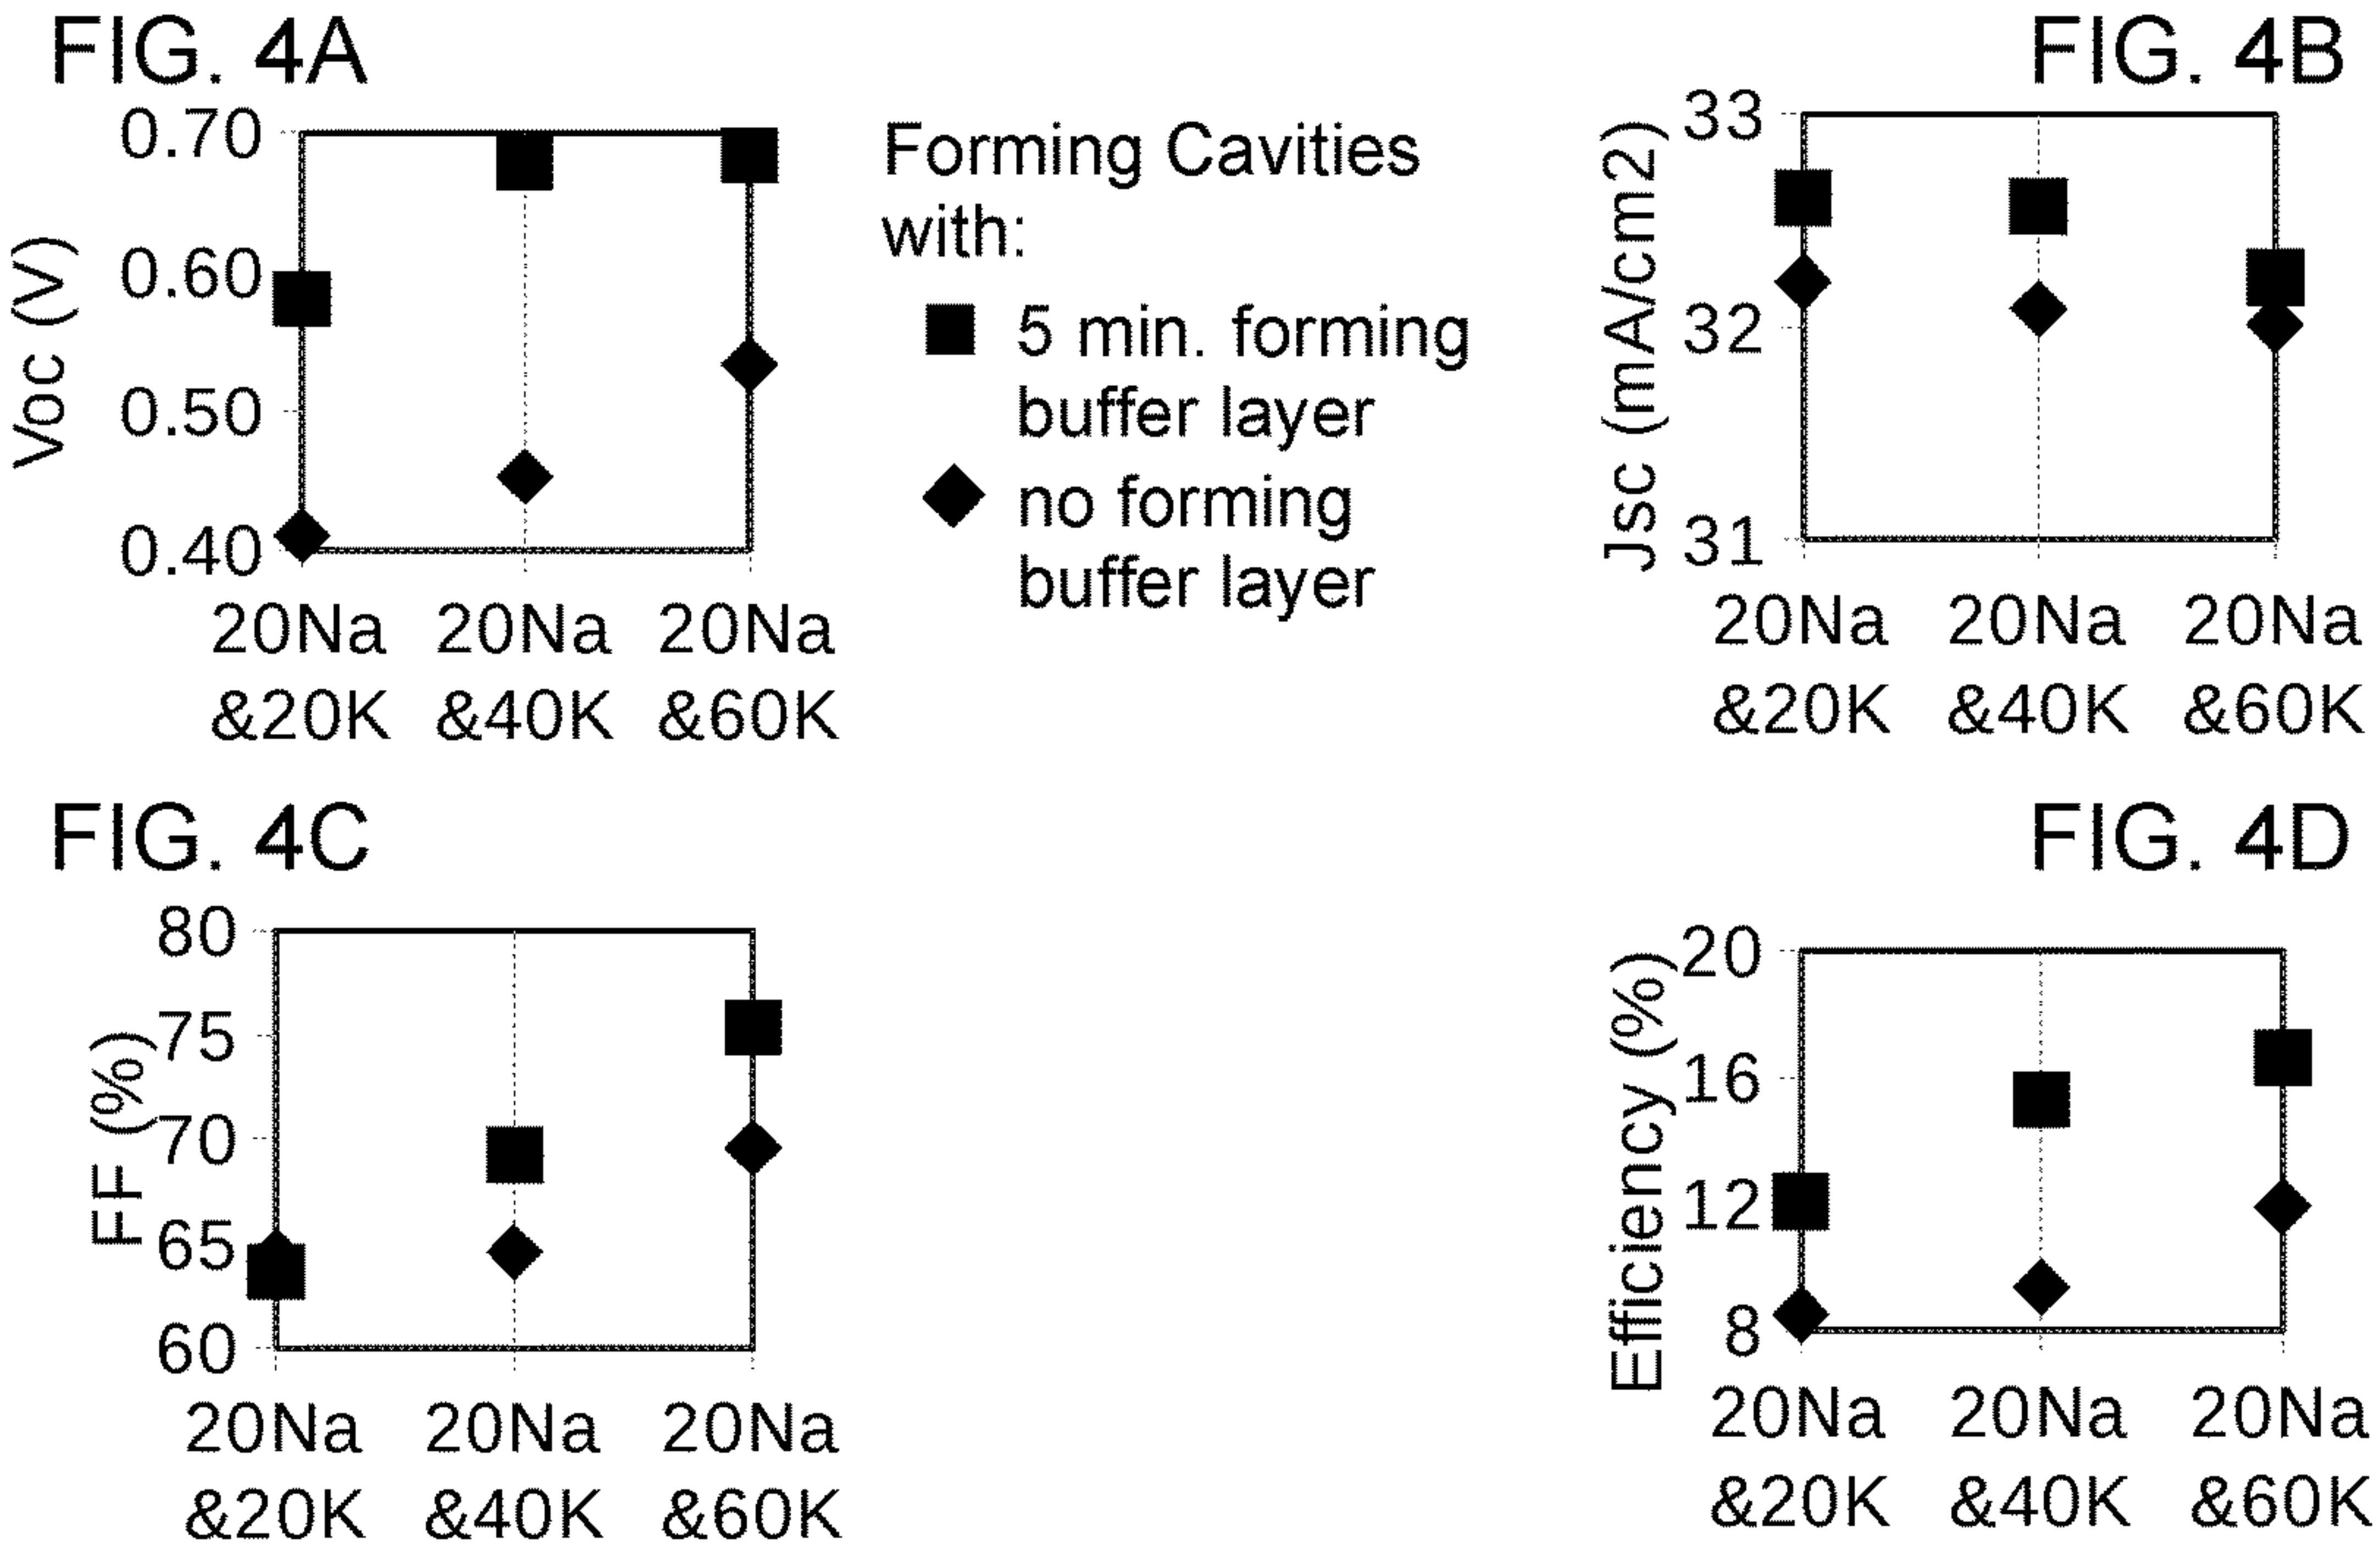 FIG. 4A
0.70
0.60
0.50
0.40
Voc (V)
20Na 20Na 20Na
&20K &40K &60K
Forming Cavities
with:
5 min. forming
buffer layer
no forming
buffer layer
FIG. 4B
33
32
31
Jsc (mA/cm2)
20Na 20Na 20Na
&20K &40K &60K
FIG. 4C
80
75
70
65
60
FF (%)
20Na 20Na 20Na
&20K &40K &60K
FIG. 4D
20
16
12
8
Efficiency (%)
20Na 20Na 20Na
&20K &40K &60K